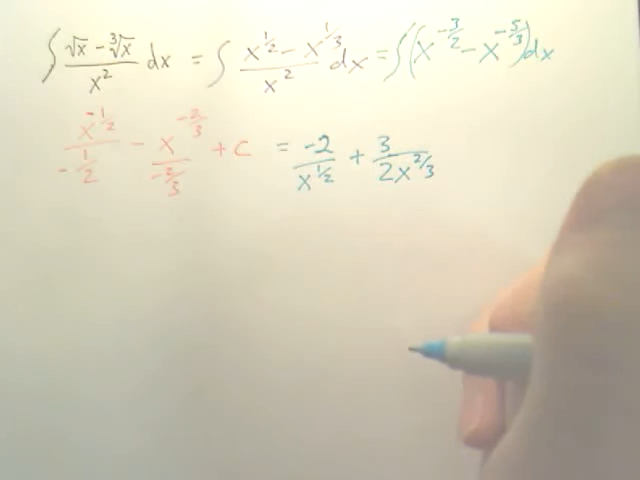 ∫ (√x - ∛x)/x² dx = ∫ (x^(1/2) - x^(1/3))/x² dx = ∫ (x^(-3/2) - x^(-5/3)) dx
x^(-1/2)/(-1/2) - x^(-2/3)/(-2/3) + C = -2/x^(1/2) + 3/(2x^(2/3))